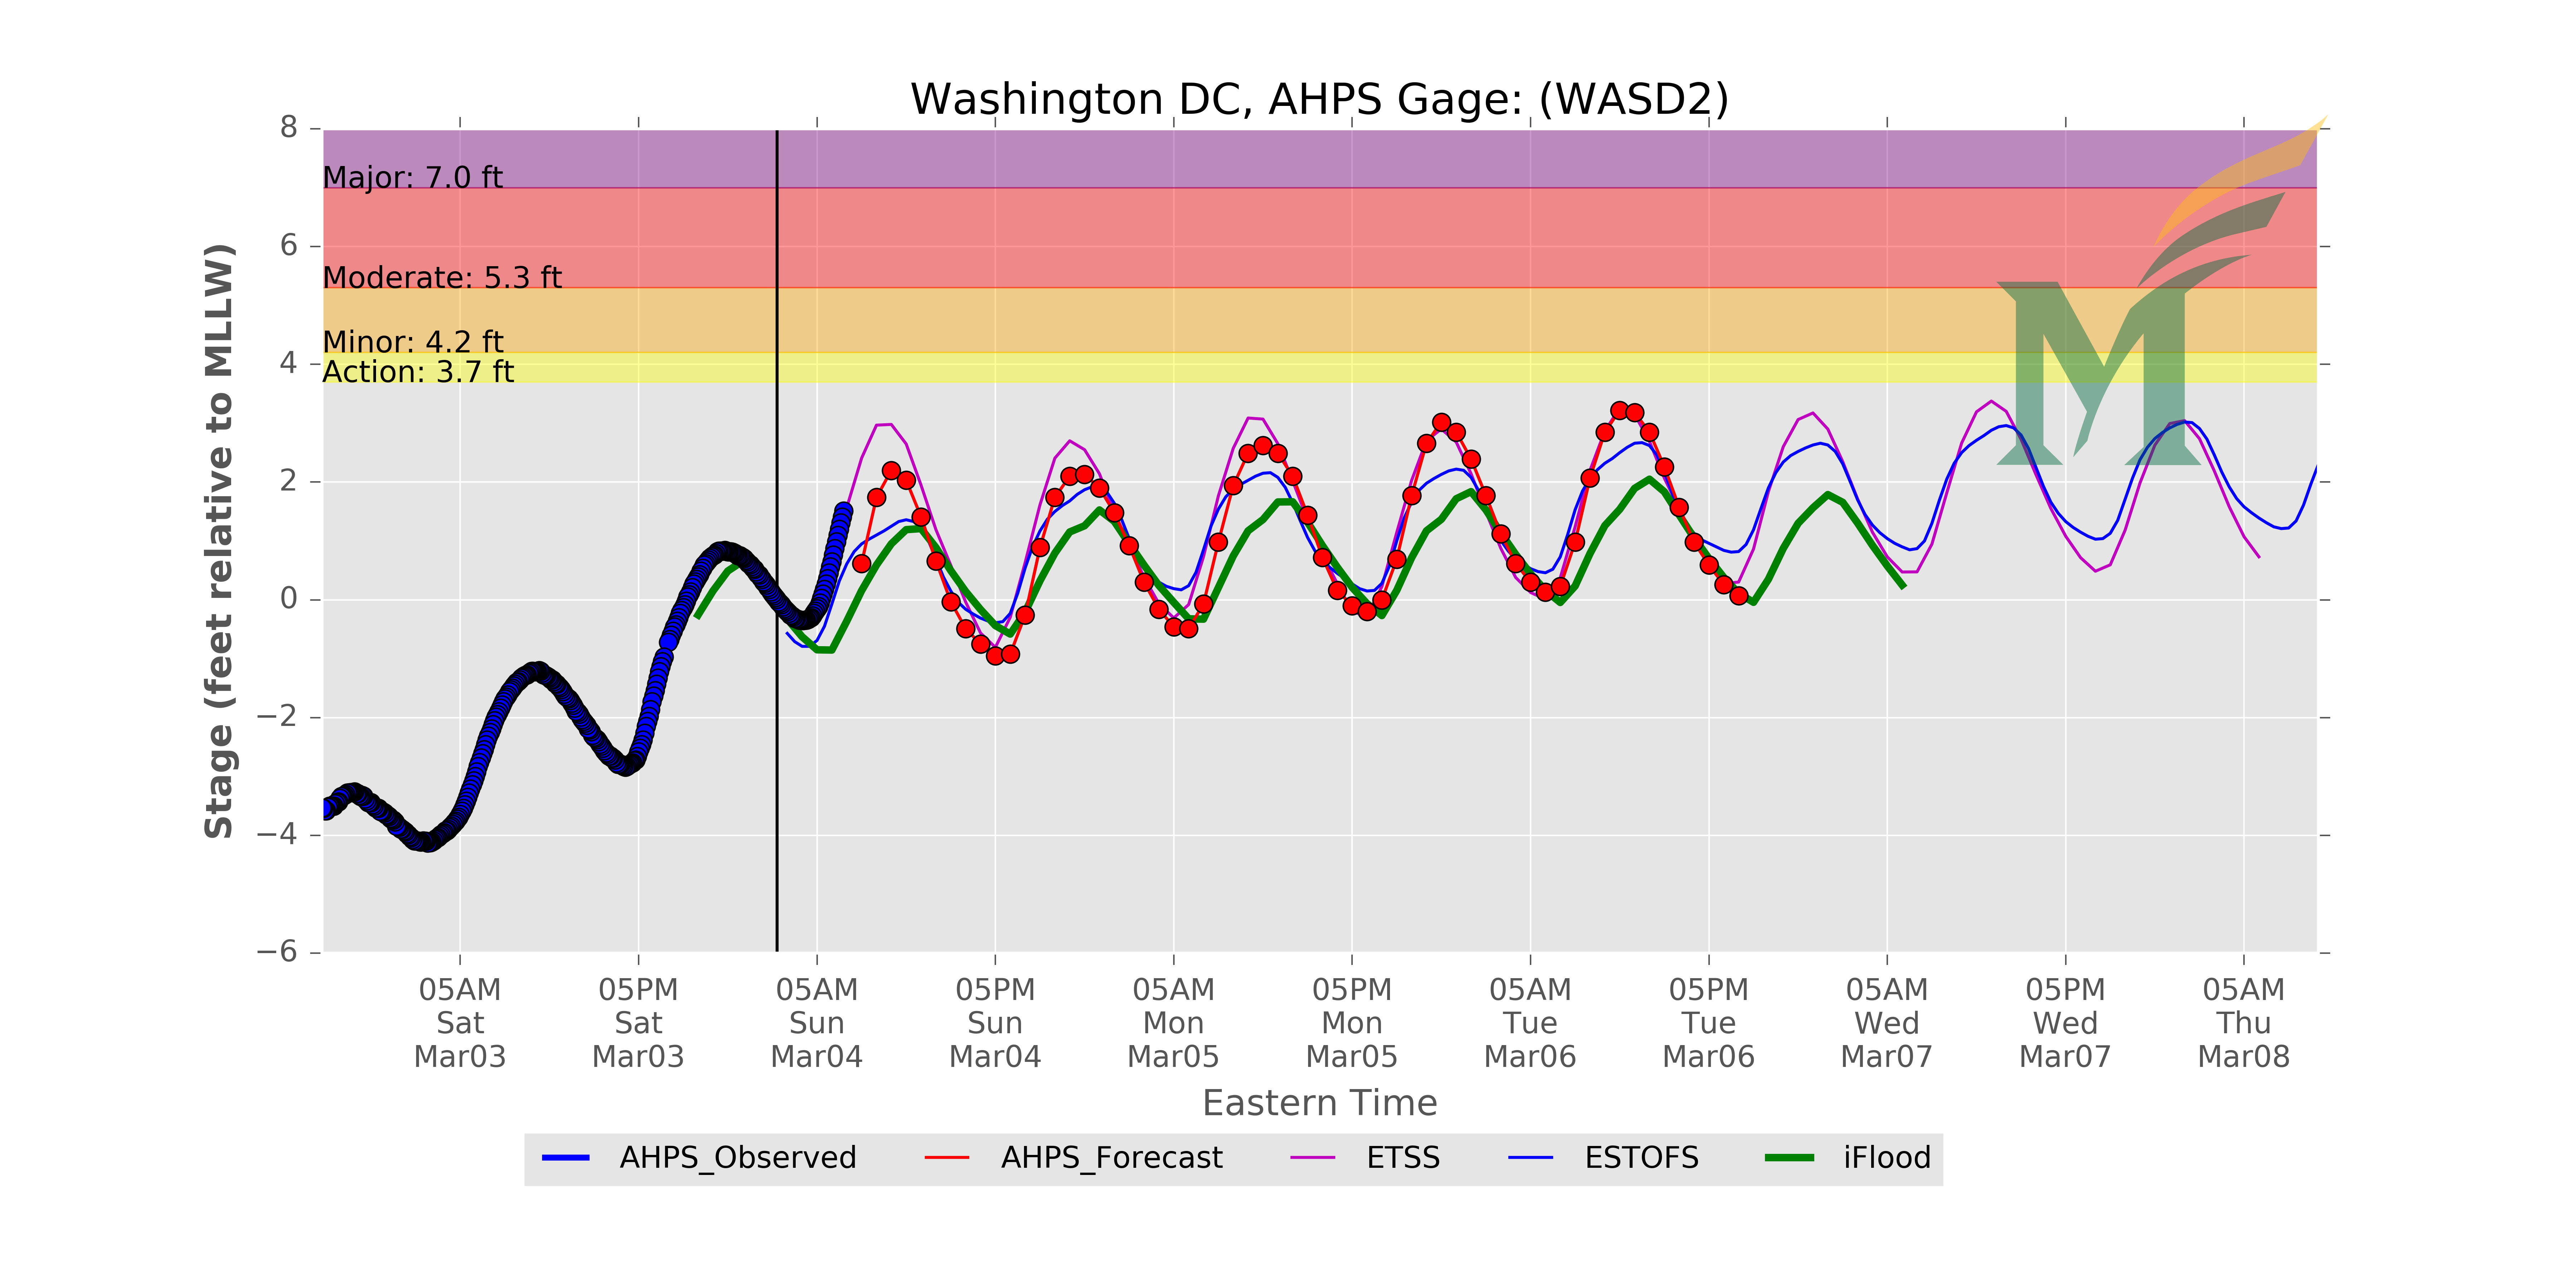 Washington DC, AHPS Gage: (WASD2)
8
Major: 7.0 ft
6
Moderate: 5.3 ft
Minor: 4.2 ft
4
Action: 3.7 ft
2
0
−2
−4
−6
Stage (feet relative to MLLW)
M
05AM 05PM 05AM 05PM 05AM 05PM 05AM 05PM 05AM 05PM 05AM
Sat Sat Sun Sun Mon Mon Tue Tue Wed Wed Thu
Mar03 Mar03 Mar04 Mar04 Mar05 Mar05 Mar06 Mar06 Mar07 Mar07 Mar08
Eastern Time
AHPS_Observed AHPS_Forecast ETSS ESTOFS iFlood